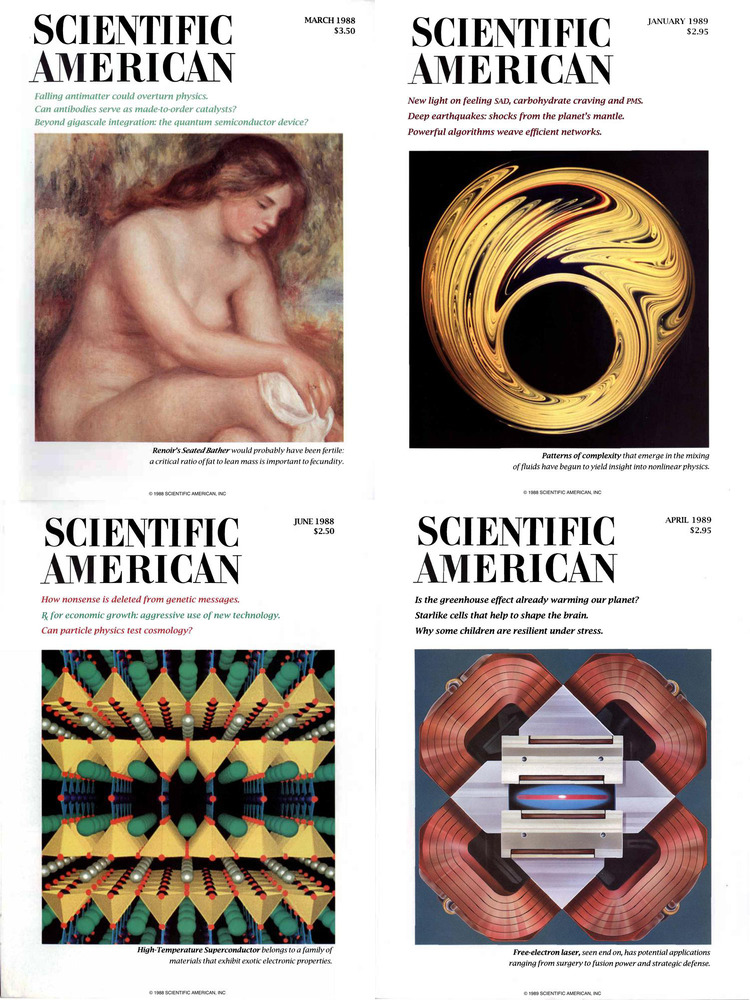 SCIENTIFIC
AMERICAN
MARCH 1988
$3.50
Falling antimatter could overturn physics.
Can antibodies serve as made-to-order catalysts?
Beyond gigascale integration: the quantum semiconductor device?
Renoir's Seated Bather would probably have been fertile:
a critical ratio of fat to lean mass is important to fecundity.
© 1988 SCIENTIFIC AMERICAN, INC
SCIENTIFIC
AMERICAN
JANUARY 1989
$2.95
New light on feeling SAD, carbohydrate craving and PMS.
Deep earthquakes: shocks from the planet's mantle.
Powerful algorithms weave efficient networks.
Patterns of complexity that emerge in the mixing
of fluids have begun to yield insight into nonlinear physics.
© 1988 SCIENTIFIC AMERICAN, INC
SCIENTIFIC
AMERICAN
JUNE 1988
$2.50
How nonsense is deleted from genetic messages.
℞ for economic growth: aggressive use of new technology.
Can particle physics test cosmology?
High-Temperature Superconductor belongs to a family of
materials that exhibit exotic electronic properties.
© 1988 SCIENTIFIC AMERICAN, INC
SCIENTIFIC
AMERICAN
APRIL 1989
$2.95
Is the greenhouse effect already warming our planet?
Starlike cells that help to shape the brain.
Why some children are resilient under stress.
Free-electron laser, seen end on, has potential applications
ranging from surgery to fusion power and strategic defense.
© 1989 SCIENTIFIC AMERICAN, INC